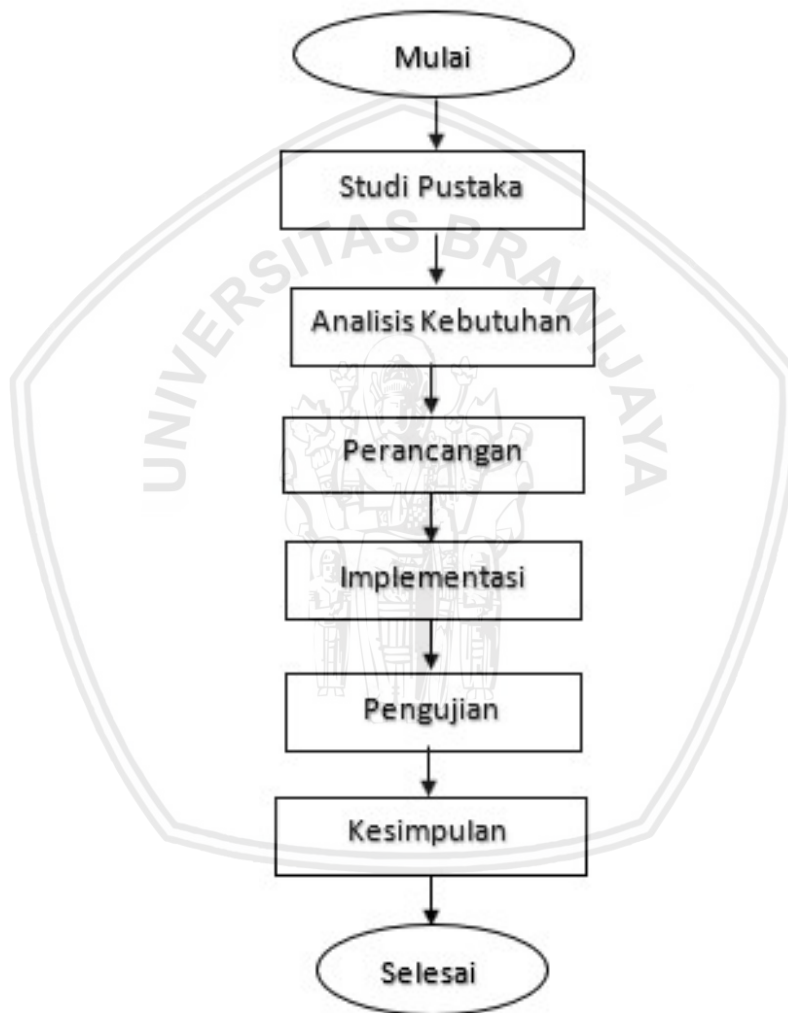 Mulai
Studi Pustaka
UNIVERSITAS BRAWIJAYA
Analisis Kebutuhan
Perancangan
Implementasi
Pengujian
Kesimpulan
Selesai